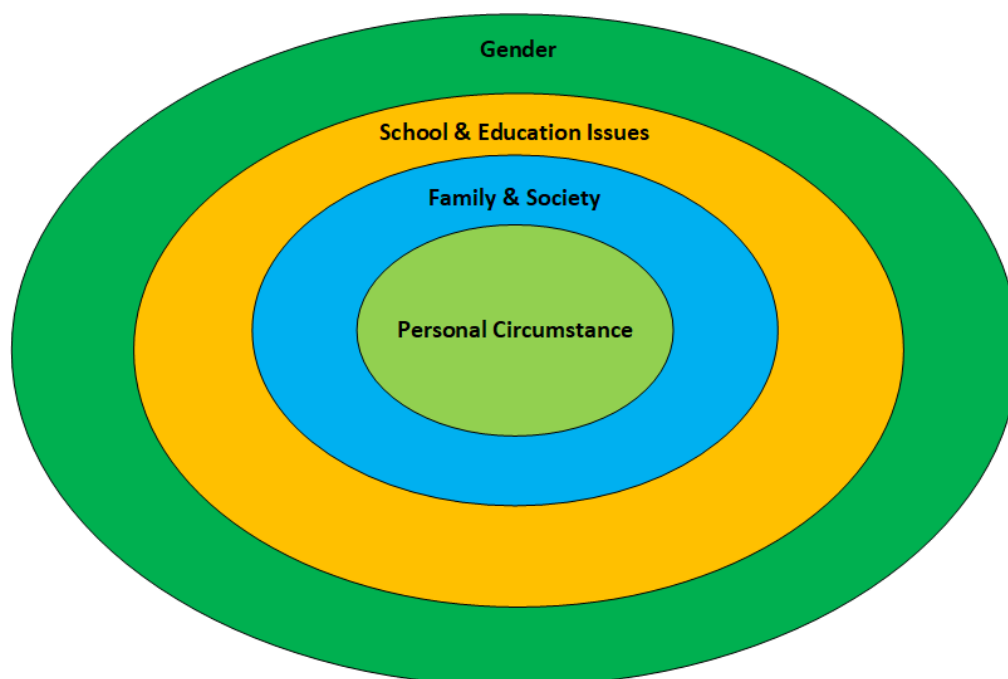 Gender
School & Education Issues
Family & Society
Personal Circumstance